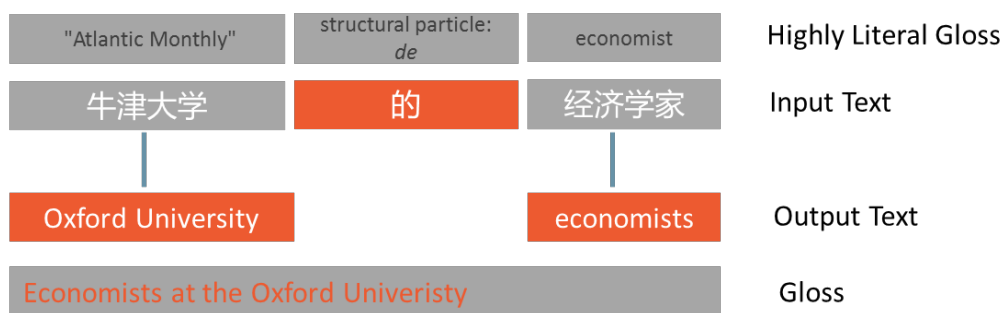 "Atlantic Monthly" structural particle: de economist Highly Literal Gloss
牛津大学 的 经济学家 Input Text
Oxford University economists Output Text
Economists at the Oxford Univeristy Gloss